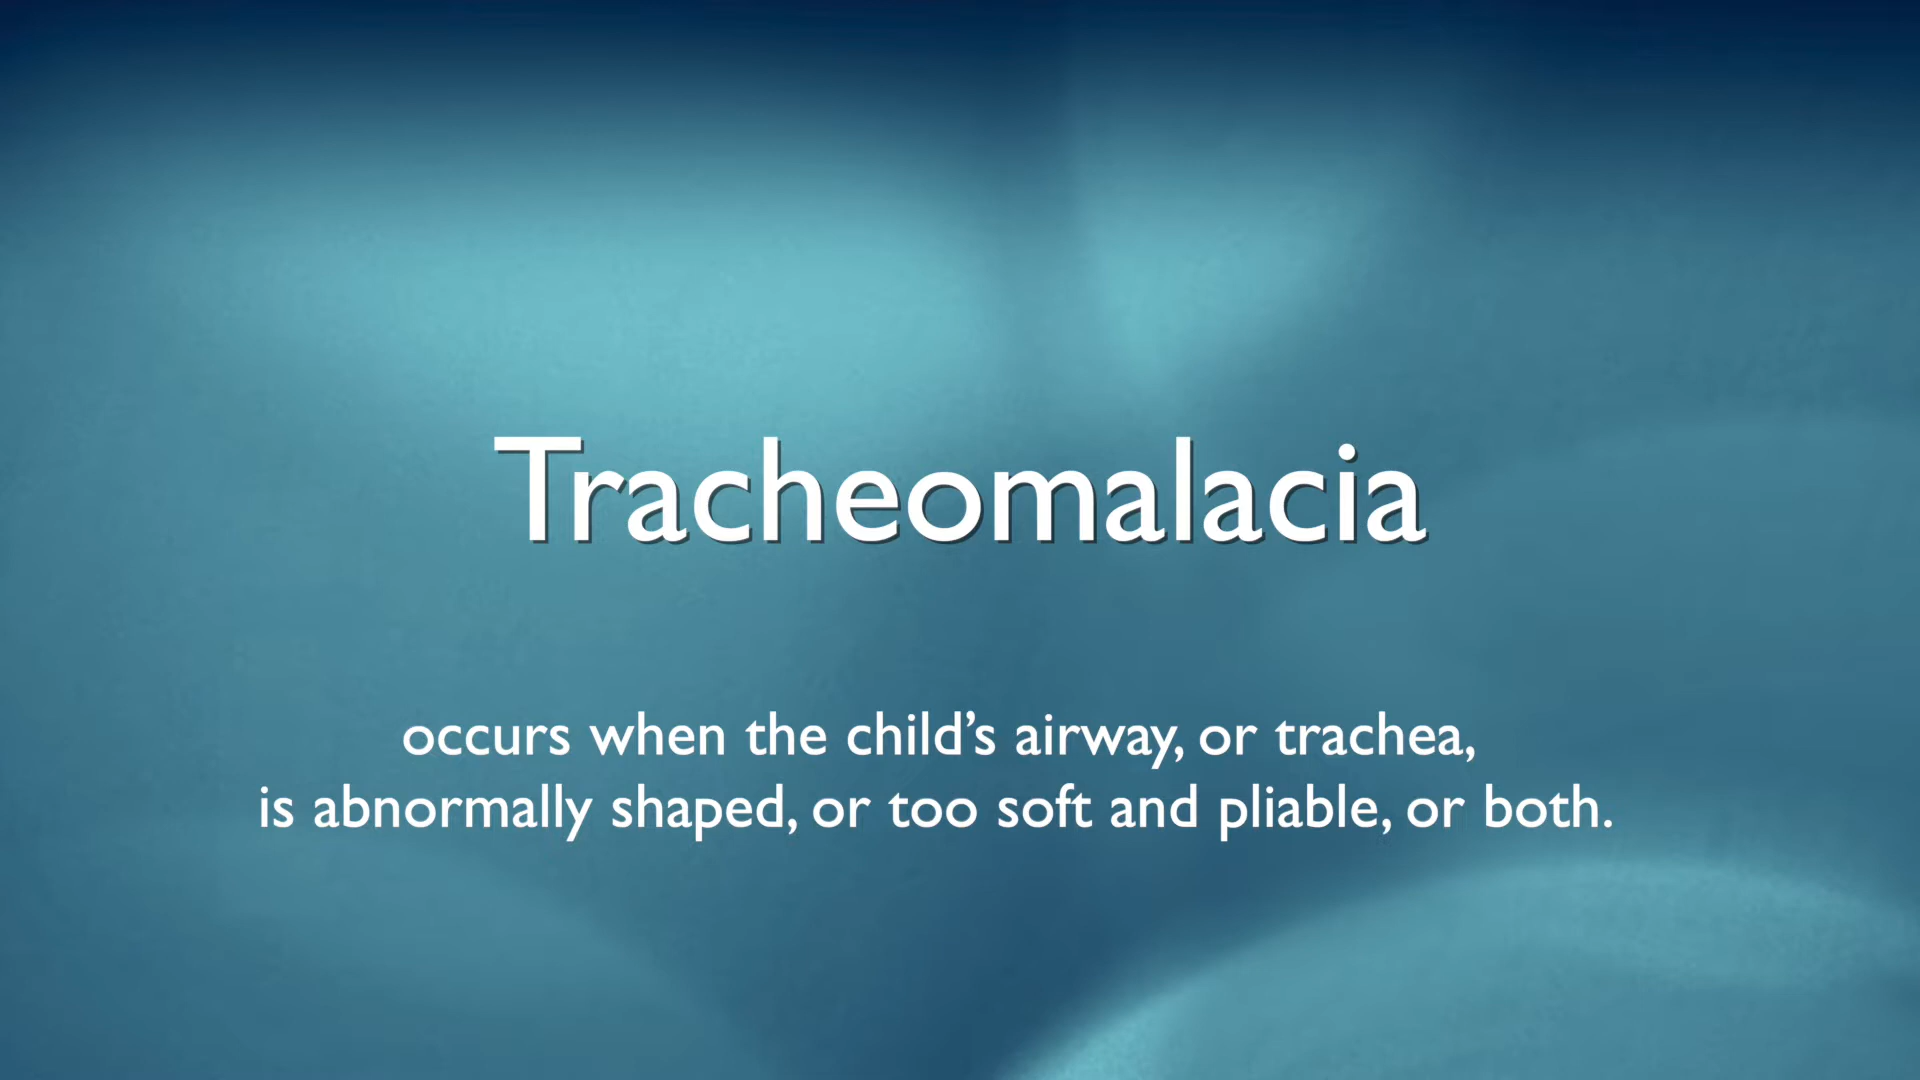 Tracheomalacia
occurs when the child’s airway, or trachea,
is abnormally shaped, or too soft and pliable, or both.